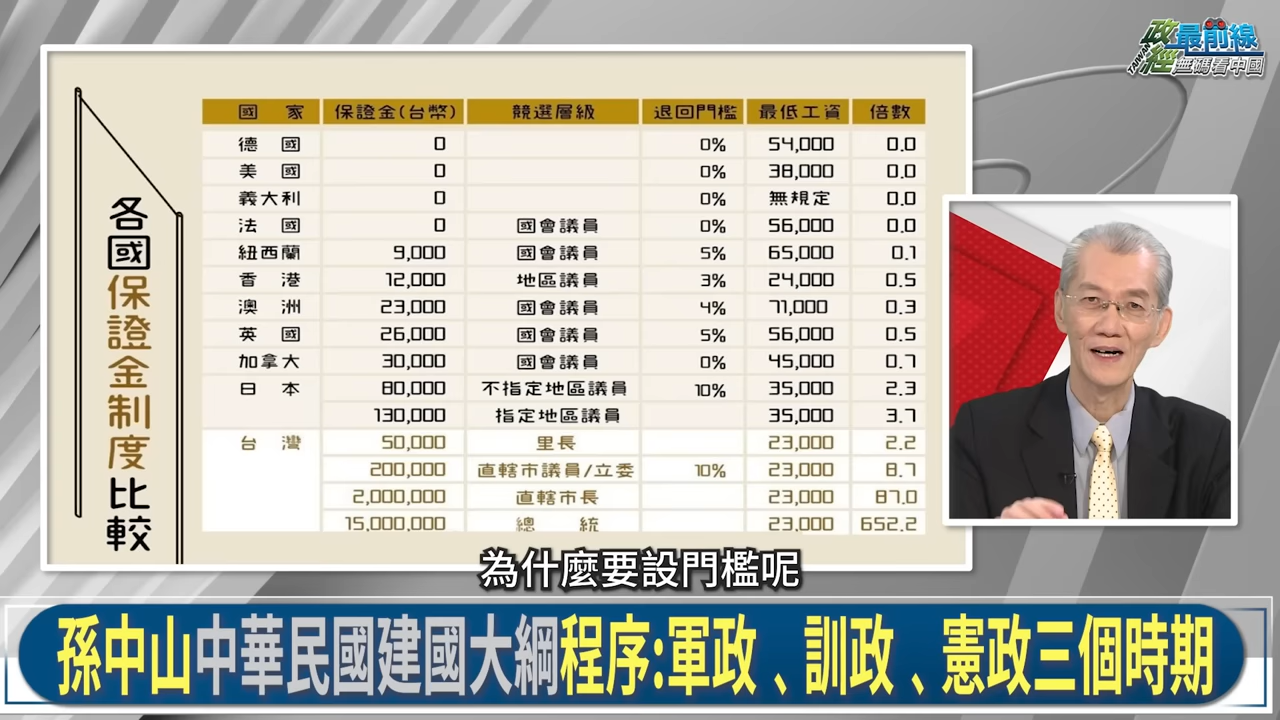 政經最前線
無碼看中國
TAIWAN
各國保證金制度比較
國家 保證金(台幣) 競選層級 退回門檻 最低工資 倍數
德國 0 0% 54,000 0.0
美國 0 0% 38,000 0.0
義大利 0 0% 無規定 0.0
法國 0 國會議員 0% 56,000 0.0
紐西蘭 9,000 國會議員 5% 65,000 0.1
香港 12,000 地區議員 3% 24,000 0.5
澳洲 23,000 國會議員 4% 71,000 0.3
英國 26,000 國會議員 5% 56,000 0.5
加拿大 30,000 國會議員 0% 45,000 0.7
日本 80,000 不指定地區議員 10% 35,000 2.3
130,000 指定地區議員 35,000 3.7
台灣 50,000 里長 23,000 2.2
200,000 直轄市議員/立委 10% 23,000 8.7
2,000,000 直轄市長 23,000 87.0
15,000,000 總統 23,000 652.2
為什麼要設門檻呢
孫中山中華民國建國大綱程序:軍政、訓政、憲政三個時期